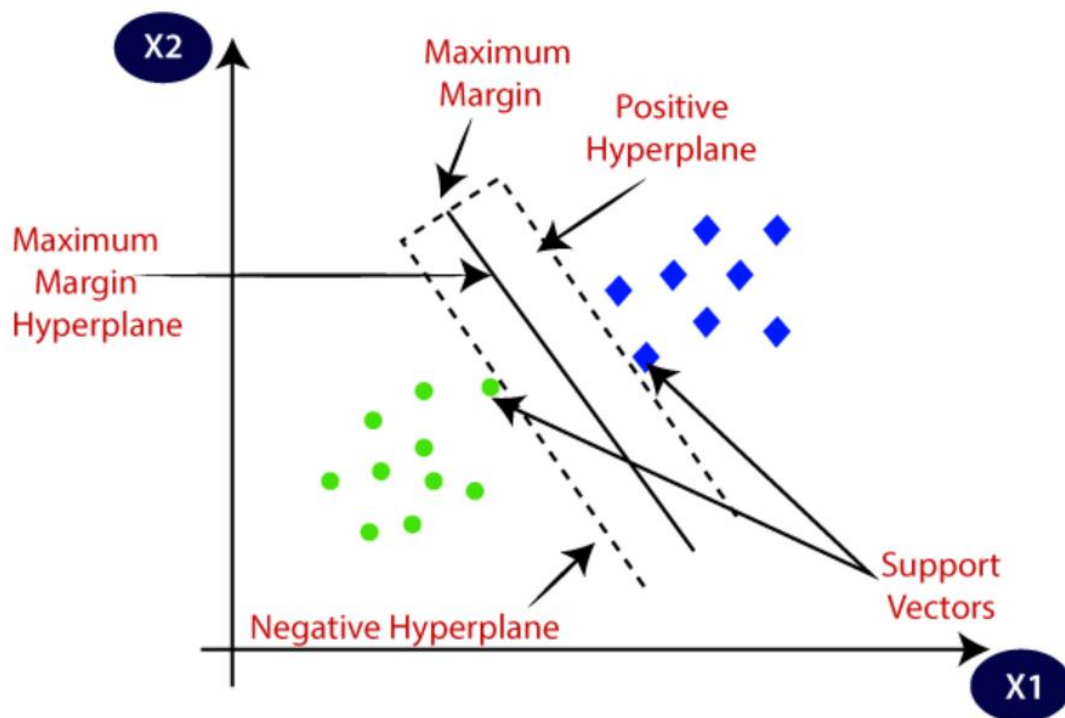 X2
Maximum
Margin
Positive
Hyperplane
Maximum
Margin
Hyperplane
Support
Vectors
Negative Hyperplane
X1